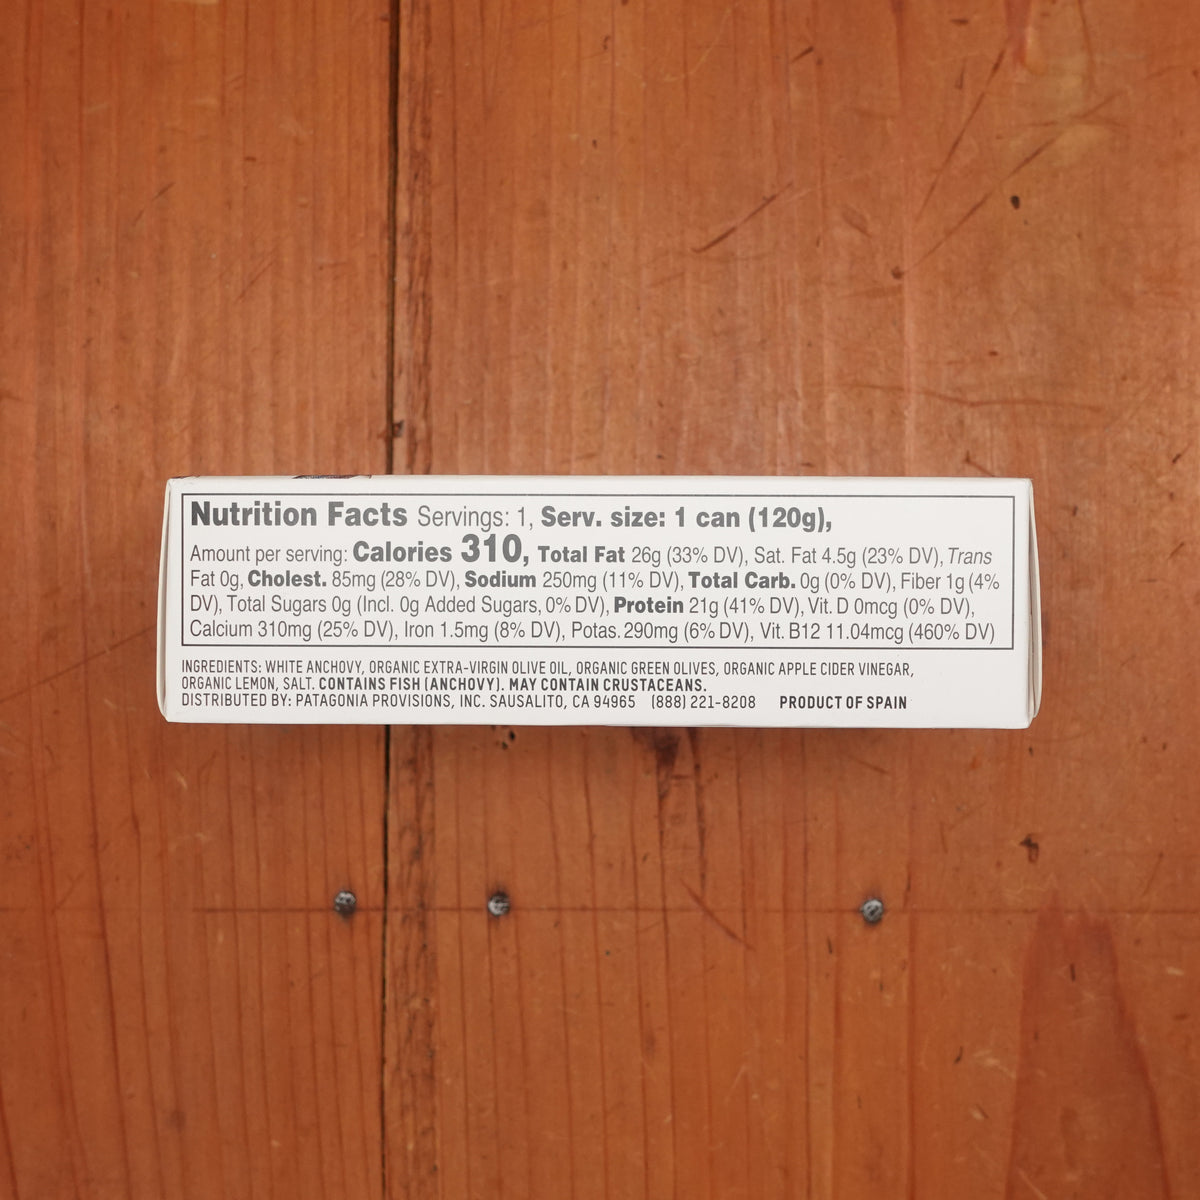 Nutrition Facts Servings: 1, Serv. size: 1 can (120g),
Amount per serving: Calories 310, Total Fat 26g (33% DV), Sat. Fat 4.5g (23% DV), Trans
Fat 0g, Cholest. 85mg (28% DV), Sodium 250mg (11% DV), Total Carb. 0g (0% DV), Fiber 1g (4%
DV), Total Sugars 0g (Incl. 0g Added Sugars, 0% DV), Protein 21g (41% DV), Vit. D 0mcg (0% DV),
Calcium 310mg (25% DV), Iron 1.5mg (8% DV), Potas. 290mg (6% DV), Vit. B12 11.04mcg (460% DV)
INGREDIENTS: WHITE ANCHOVY, ORGANIC EXTRA-VIRGIN OLIVE OIL, ORGANIC GREEN OLIVES, ORGANIC APPLE CIDER VINEGAR,
ORGANIC LEMON, SALT. CONTAINS FISH (ANCHOVY). MAY CONTAIN CRUSTACEANS.
DISTRIBUTED BY: PATAGONIA PROVISIONS, INC. SAUSALITO, CA 94965 (888) 221-8208 PRODUCT OF SPAIN